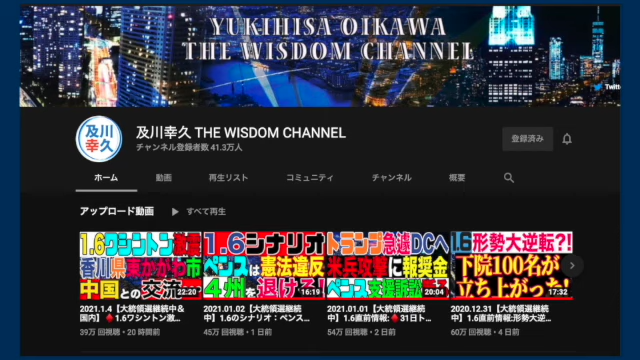 YUKIHISA OIKAWA
THE WISDOM CHANNEL
Twitt
及川
幸久
及川幸久 THE WISDOM CHANNEL
チャンネル登録者数 41.3万人
登録済み
ホーム
動画
再生リスト
コミュニティ
チャンネル
概要
アップロード動画
すべて再生
1.6ワシントン激震
香川県東かがわ市
中国との交流
22:20
1.6シナリオ
ペンスは憲法違反
4州を退ける!
16:19
トランプ急遽DCへ
米兵攻撃に報奨金
ペンス支援訴訟
20:04
1.6形勢大逆転?!
下院100名が
立ち上がった!
17:32
2021.1.4【大統領選継続中&
国内】♦️1.6ワシントン激...
39万 回視聴・20 時間前
2021.01.02【大統領選継続
中】1.6のシナリオ:ペンス...
45万 回視聴・1 日前
2021.01.01【大統領選継続
中】1.6直前情報:♦️31日ト...
54万 回視聴・2 日前
2020.12.31【大統領選継続
中】1.6直前情報:形勢大逆...
60万 回視聴・4 日前